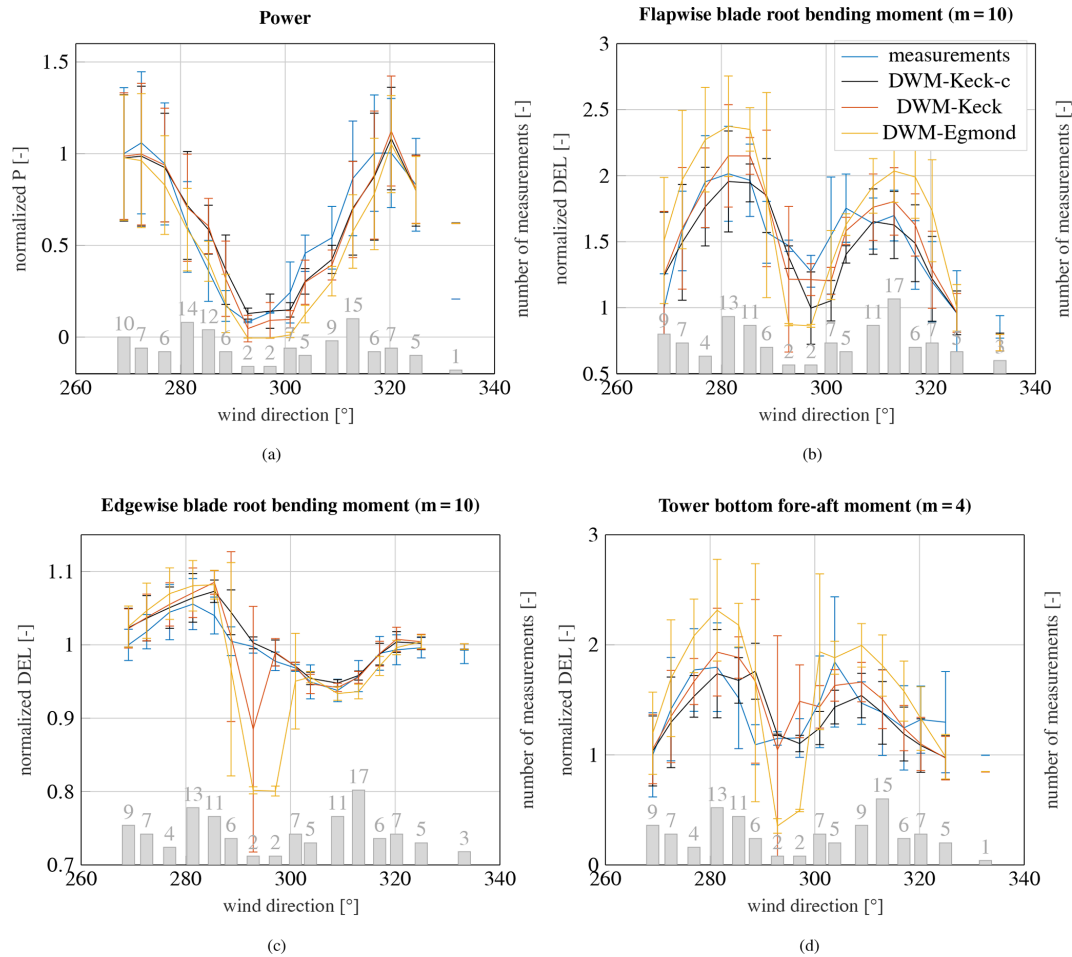 Power
1.5
1
0.5
0
normalized P [-]
number of measurements [-]
10 7 6 14 12 6 2 2 7 5 9 15 6 7 5 1
260 280 300 320 340
wind direction [°]
(a)
Flapwise blade root bending moment (m = 10)
measurements
DWM-Keck-c
DWM-Keck
DWM-Egmond
3
2.5
2
1.5
1
0.5
normalized DEL [-]
number of measurements [-]
9 7 4 13 11 6 2 2 7 5 11 17 6 7 5 3
260 280 300 320 340
wind direction [°]
(b)
Edgewise blade root bending moment (m = 10)
1.1
1
0.9
0.8
0.7
normalized DEL [-]
number of measurements [-]
9 7 4 13 11 6 2 2 7 5 11 17 6 7 5 3
260 280 300 320 340
wind direction [°]
(c)
Tower bottom fore-aft moment (m = 4)
3
2
1
0
normalized DEL [-]
number of measurements [-]
9 7 4 13 11 6 2 2 7 5 9 15 6 7 5 1
260 280 300 320 340
wind direction [°]
(d)